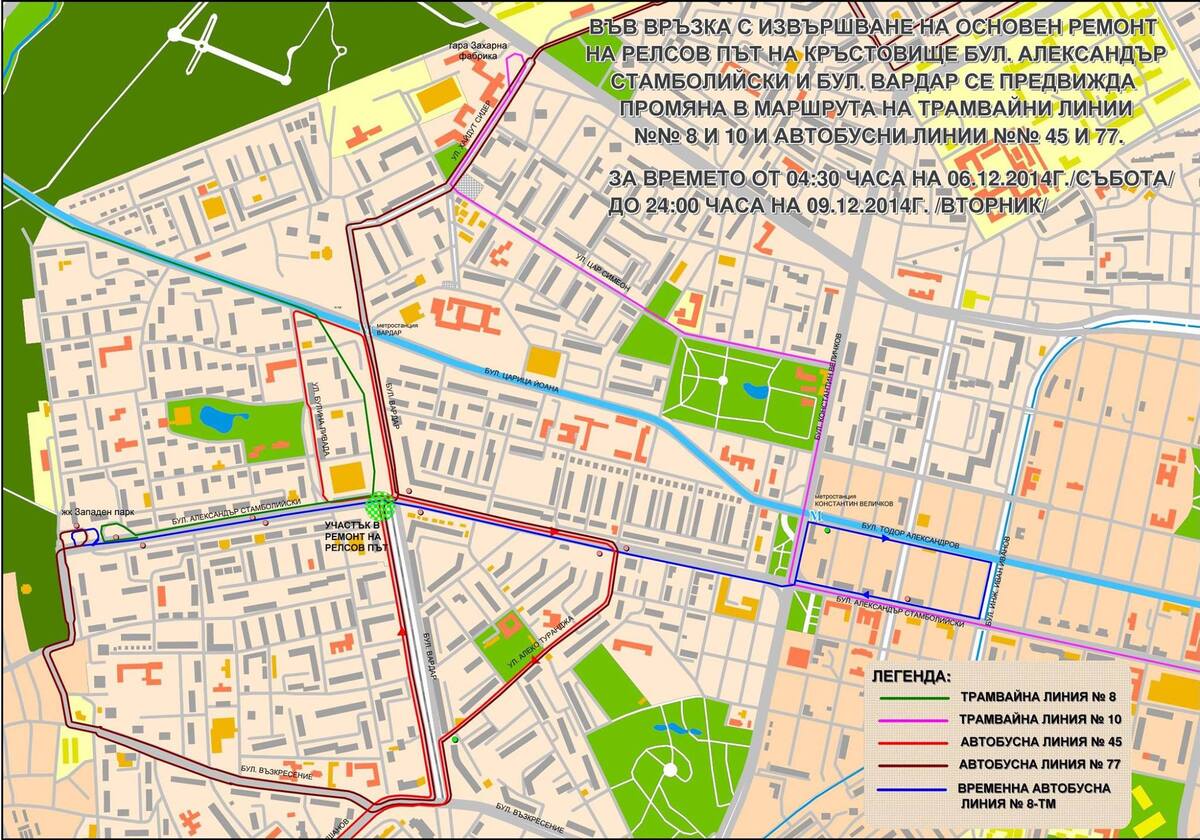 ВЪВ ВРЪЗКА С ИЗВЪРШВАНЕ НА ОСНОВЕН РЕМОНТ
НА РЕЛСОВ ПЪТ НА КРЪСТОВИЩЕ БУЛ. АЛЕКСАНДЪР
СТАМБОЛИЙСКИ И БУЛ. ВАРДАР СЕ ПРЕДВИЖДА
ПРОМЯНА В МАРШРУТА НА ТРАМВАЙНИ ЛИНИИ
№№ 8 И 10 И АВТОБУСНИ ЛИНИИ №№ 45 И 77.
ЗА ВРЕМЕТО ОТ 04:30 ЧАСА НА 06.12.2014Г./СЪБОТА/
ДО 24:00 ЧАСА НА 09.12.2014Г. /ВТОРНИК/
гара Захарна
фабрика
УЛ. ХАЙДУТ СИДЕР
УЛ. ЦАР СИМЕОН
метростанция
ВАРДАР
БУЛ. ЦАРИЦА ЙОАНА
БУЛ. КОНСТАНТИН ВЕЛИЧКОВ
УЛ. БУЛИНА ЛИВАДА
БУЛ. ВАРДАР
метростанция
КОНСТАНТИН ВЕЛИЧКОВ
М
жк Западен парк
БУЛ. АЛЕКСАНДЪР СТАМБОЛИЙСКИ
УЧАСТЪК В
РЕМОНТ НА
РЕЛСОВ ПЪТ
БУЛ. ТОДОР АЛЕКСАНДРОВ
БУЛ. ИНЖ. ИВАН ИВАНОВ
БУЛ. АЛЕКСАНДЪР СТАМБОЛИЙСКИ
УЛ. АЛЕКО ТУРАНДЖА
БУЛ. ВАРДАР
БУЛ. ВЪЗКРЕСЕНИЕ
БУЛ. ВЪЗКРЕСЕНИЕ
ЛЕГЕНДА:
ТРАМВАЙНА ЛИНИЯ № 8
ТРАМВАЙНА ЛИНИЯ № 10
АВТОБУСНА ЛИНИЯ № 45
АВТОБУСНА ЛИНИЯ № 77
ВРЕМЕННА АВТОБУСНА
ЛИНИЯ № 8-ТМ